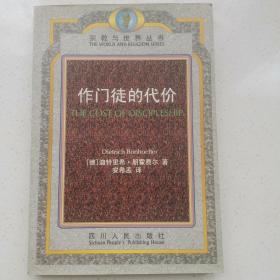 宗教与世界丛书
THE WORLD AND RELIGION SERIES
作门徒的代价
THE COST OF DISCIPLESHIP
Dietrich Bonhoeffer
[德]迪特里希·朋霍费尔 著
安希孟 译
四川人民出版社
Sichuan People's Publishing House